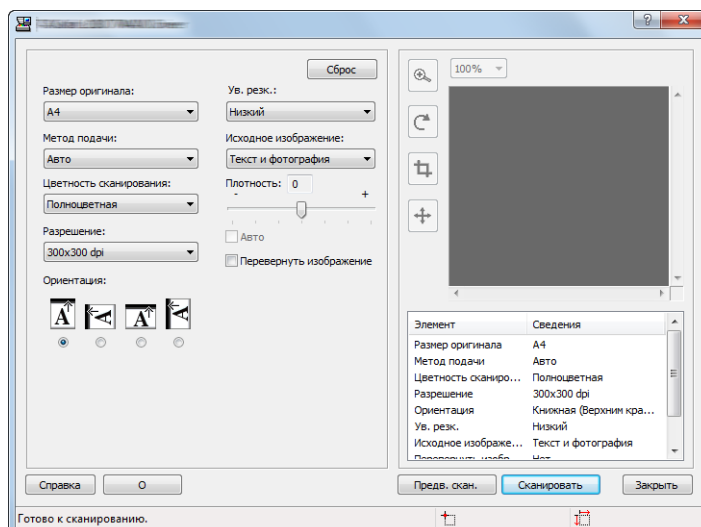 Сброс
Размер оригинала:
A4
Метод подачи:
Авто
Цветность сканирования:
Полноцветная
Разрешение:
300x300 dpi
Ориентация:
A A A A
Ув. резк.:
Низкий
Исходное изображение:
Текст и фотография
Плотность: 0
- +
Авто
Перевернуть изображение
100%
Элемент Сведения
Размер оригинала A4
Метод подачи Авто
Цветность сканиро... Полноцветная
Разрешение 300x300 dpi
Ориентация Книжная (Верхним кра...
Ув. резк. Низкий
Исходное изображе... Текст и фотография
Перевернуть изобр... Нет
Справка О Предв. скан. Сканировать Закрыть
Готово к сканированию.